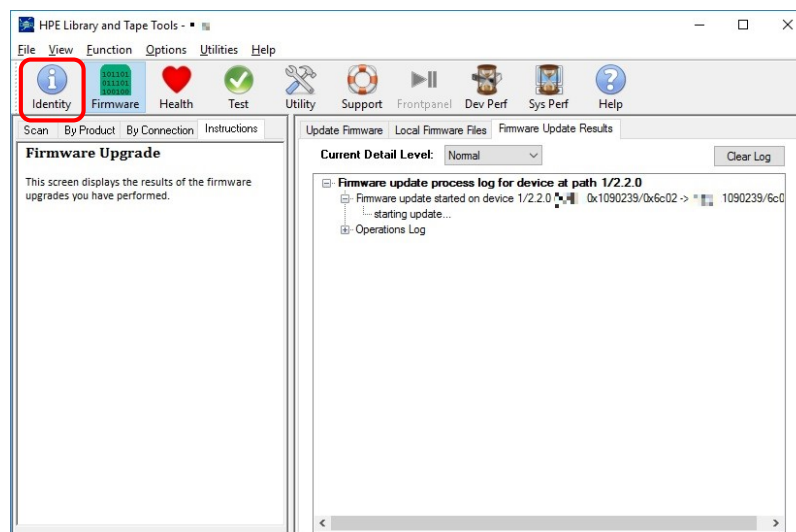 HPE Library and Tape Tools -
File View Function Options Utilities Help
101101
011101
100100
Identity Firmware Health Test Utility Support Frontpanel Dev Perf Sys Perf Help
Scan By Product By Connection Instructions
Update Firmware Local Firmware Files Firmware Update Results
Firmware Upgrade
This screen displays the results of the firmware
upgrades you have performed.
Current Detail Level: Normal Clear Log
Firmware update process log for device at path 1/2.2.0
Firmware update started on device 1/2.2.0 0x1090239/0x6c02 -> 1090239/6c0
starting update...
Operations Log